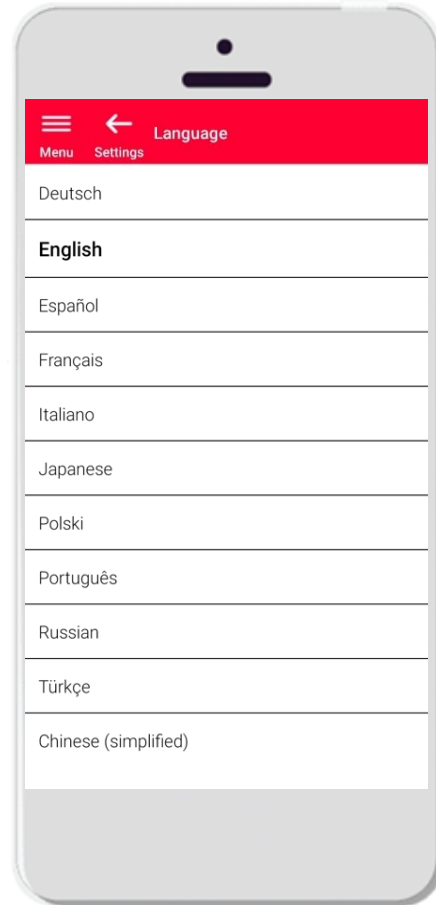 Language
Menu Settings
Deutsch
English
Español
Français
Italiano
Japanese
Polski
Português
Russian
Türkçe
Chinese (simplified)